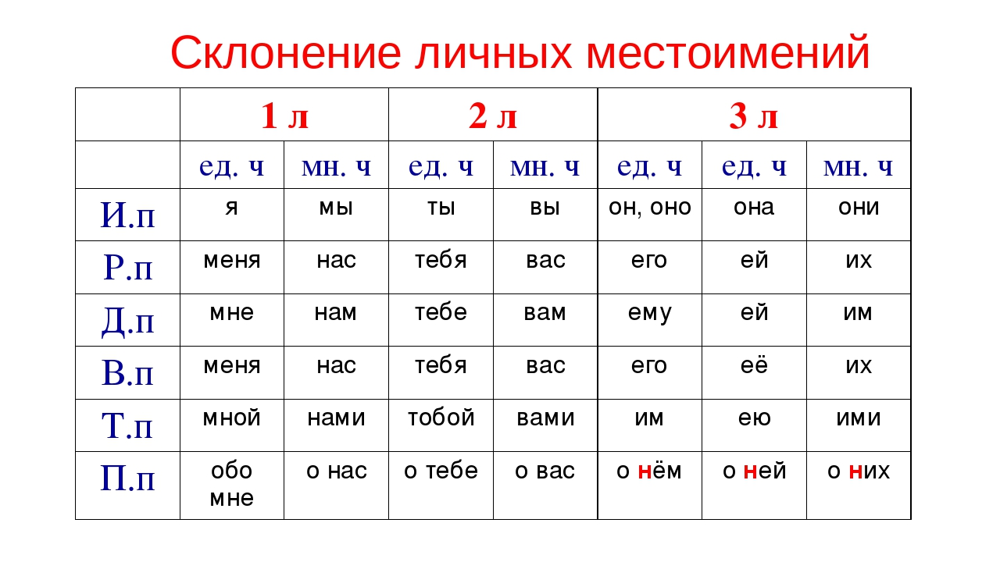 Склонение личных местоимений
1 л 2 л 3 л
ед. ч мн. ч ед. ч мн. ч ед. ч ед. ч мн. ч
И.п я мы ты вы он, оно она они
Р.п меня нас тебя вас его ей их
Д.п мне нам тебе вам ему ей им
В.п меня нас тебя вас его её их
Т.п мной нами тобой вами им ею ими
П.п обо о нас о тебе о вас о нём о ней о них
мне